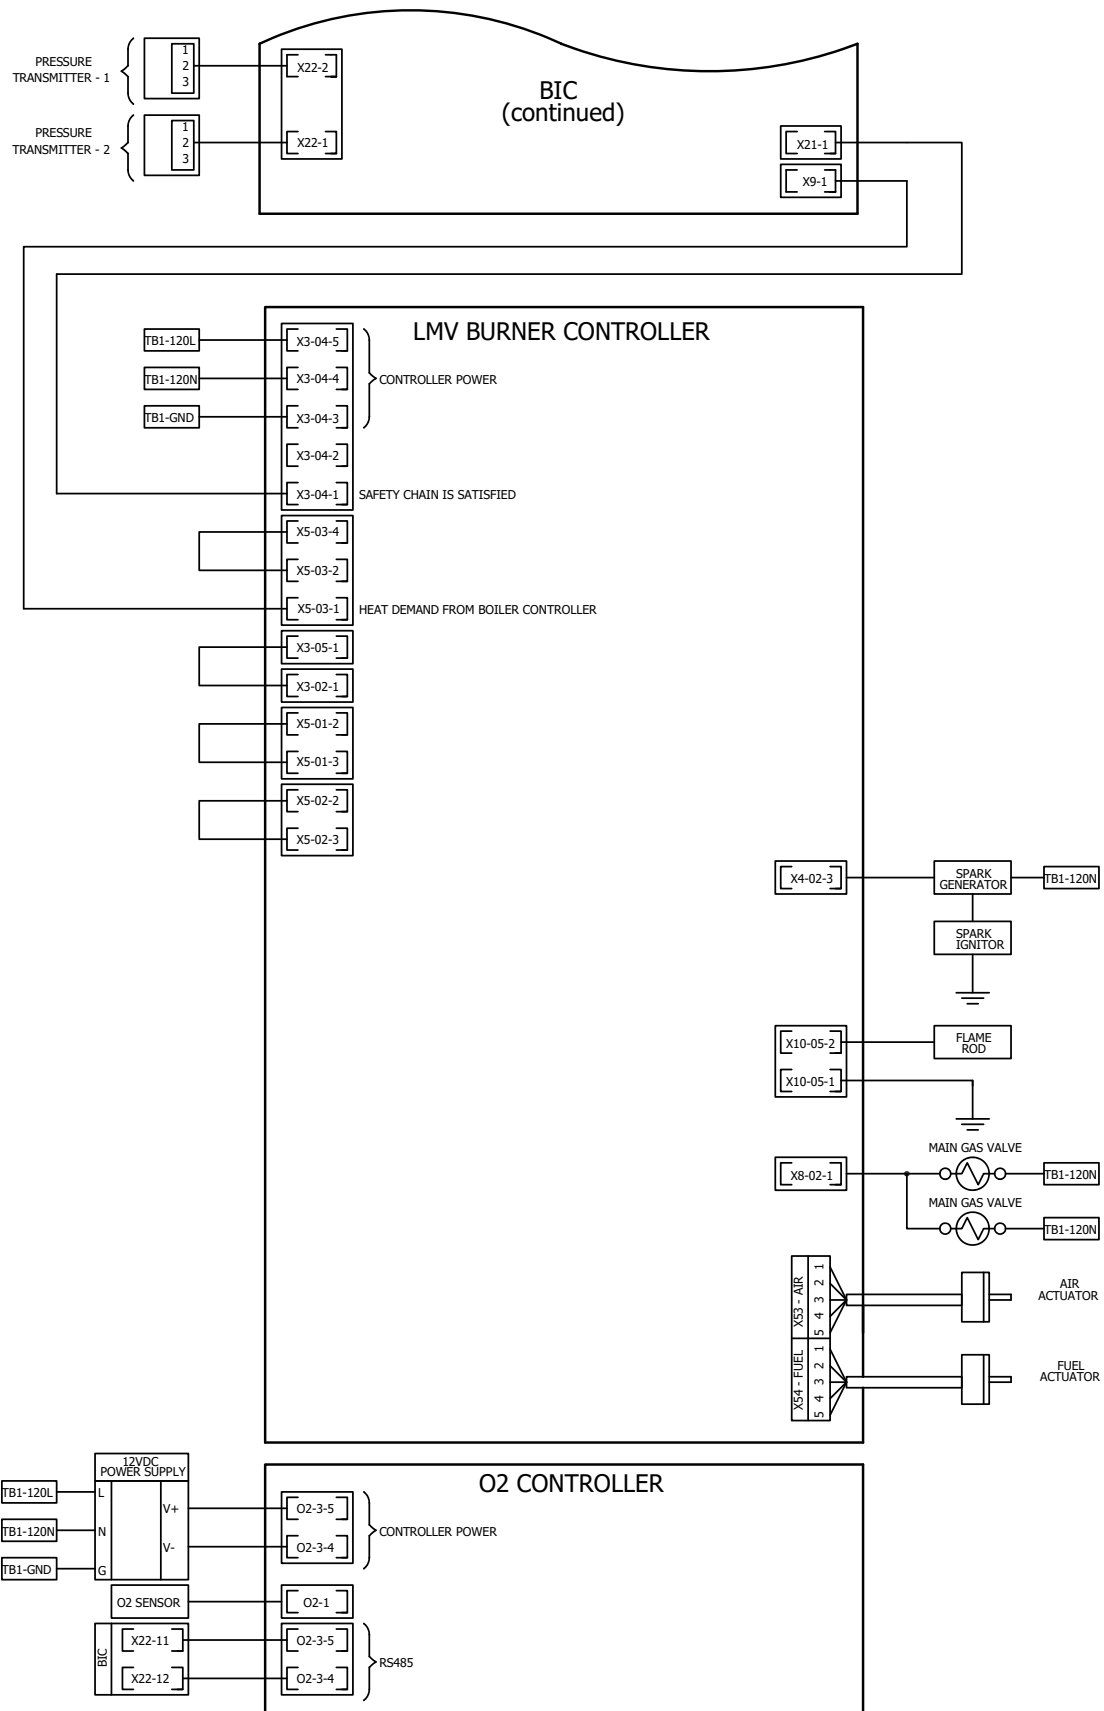 PRESSURE
TRANSMITTER - 1
1
2
3
X22-2
PRESSURE
TRANSMITTER - 2
1
2
3
X22-1
BIC
(continued)
X21-1
X9-1
LMV BURNER CONTROLLER
TB1-120L
X3-04-5
TB1-120N
X3-04-4
CONTROLLER POWER
TB1-GND
X3-04-3
X3-04-2
X3-04-1
SAFETY CHAIN IS SATISFIED
X5-03-4
X5-03-2
X5-03-1
HEAT DEMAND FROM BOILER CONTROLLER
X3-05-1
X3-02-1
X5-01-2
X5-01-3
X5-02-2
X5-02-3
X4-02-3
SPARK
GENERATOR
TB1-120N
SPARK
IGNITOR
X10-05-2
FLAME
ROD
X10-05-1
MAIN GAS VALVE
X8-02-1
TB1-120N
MAIN GAS VALVE
TB1-120N
X53 - AIR
1
2
3
4
5
AIR
ACTUATOR
X54 - FUEL
1
2
3
4
5
FUEL
ACTUATOR
12VDC
POWER SUPPLY
O2 CONTROLLER
TB1-120L
L
V+
O2-3-5
TB1-120N
N
V-
O2-3-4
CONTROLLER POWER
TB1-GND
G
O2 SENSOR
O2-1
BIC
X22-11
O2-3-5
RS485
X22-12
O2-3-4